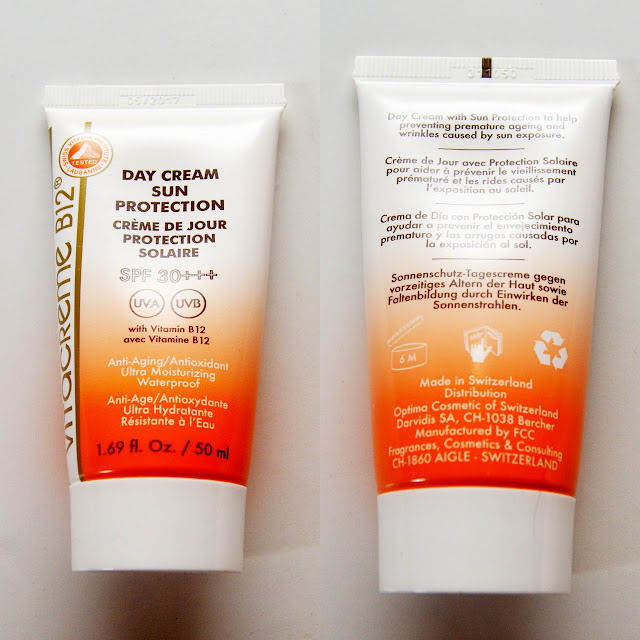 vitacreme B12®
TESTED
LAUSANNE
DAY CREAM
SUN
PROTECTION
CRÈME DE JOUR
PROTECTION
SOLAIRE
SPF 30+++
UVA UVB
with Vitamin B12
avec Vitamine B12
Anti-Aging/Antioxidant
Ultra Moisturizing
Waterproof
Anti-Age/Antioxydante
Ultra Hydratante
Résistante à l'Eau
1.69 fl. Oz. / 50 ml
Day Cream with Sun Protection to help
preventing premature ageing and
wrinkles caused by sun exposure.
Crème de Jour avec Protection Solaire
pour aider à prévenir le vieillissement
prématuré et les rides causés par
l'exposition au soleil.
Crema de Día con Protección Solar para
ayudar a prevenir el envejecimiento
prematuro y las arrugas causadas por
la exposición al sol.
Sonnenschutz-Tagescreme gegen
vorzeitiges Altern der Haut sowie
Faltenbildung durch Einwirken der
Sonnenstrahlen.
6 M
Made in Switzerland
Distribution
Optima Cosmetic of Switzerland
Darvidis SA, CH-1038 Bercher
Manufactured by FCC
Fragrances, Cosmetics & Consulting
CH-1860 AIGLE - SWITZERLAND